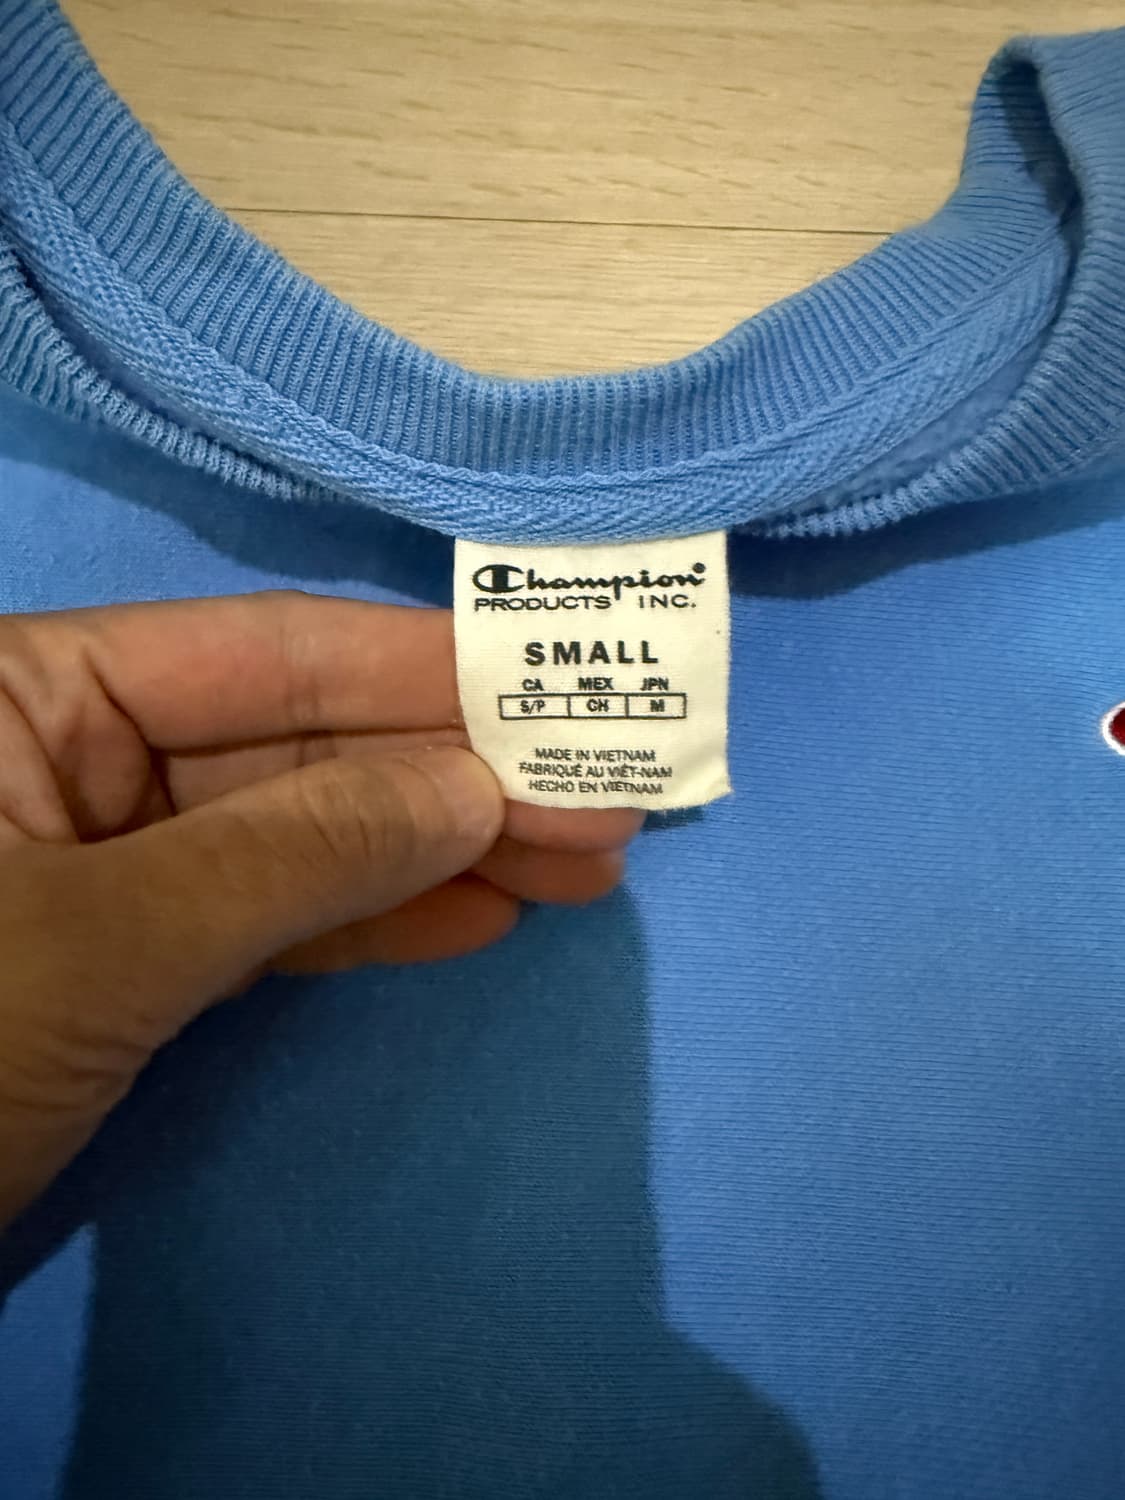 Champion®
PRODUCTS INC.
SMALL
CA MEX JPN
S/P CH M
MADE IN VIETNAM
FABRIQUÉ AU VIÊT-NAM
HECHO EN VIETNAM